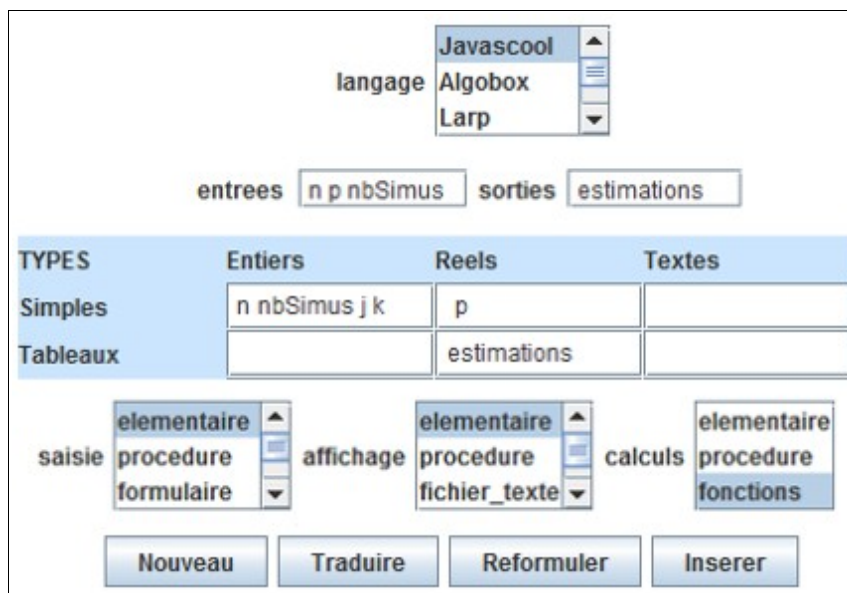 Javascool
langage Algobox
Larp
entrees n p nbSimus sorties estimations
TYPES Entiers Reels Textes
Simples n nbSimus j k p
Tableaux estimations
elementaire elementaire elementaire
saisie procedure affichage procedure calculs procedure
formulaire fichier_texte fonctions
Nouveau Traduire Reformuler Inserer